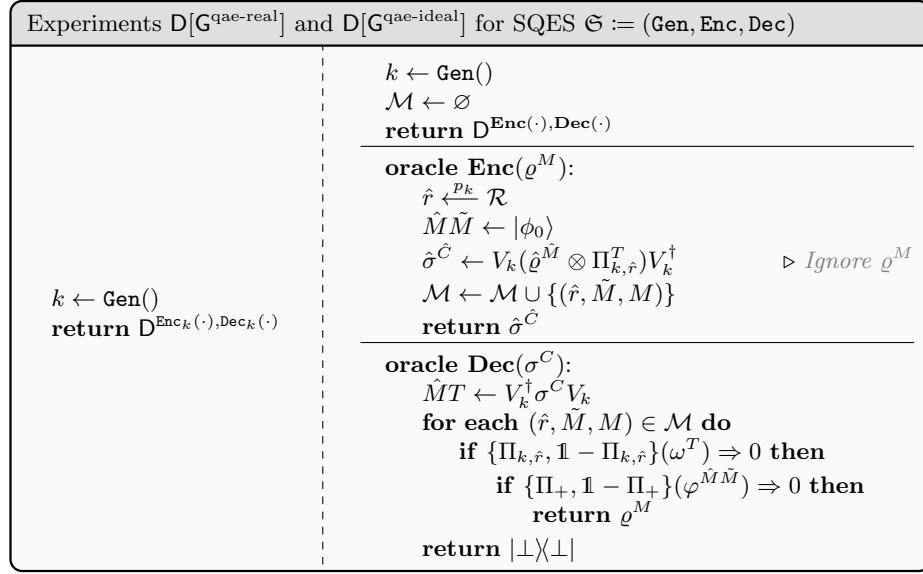 Experiments D[G^{qae-real}] and D[G^{qae-ideal}] for SQES 𝔖 := (Gen, Enc, Dec)
k ← Gen()
return D^{Enc_k(·),Dec_k(·)}
k ← Gen()
ℳ ← ∅
return D^{Enc(·),Dec(·)}
oracle Enc(ϱ^M):
r̂ ←^{p_k} ℛ
M̂M̃ ← |ϕ_0⟩
σ̂^{Ĉ} ← V_k(ϱ̂^{M̂} ⊗ Π^T_{k,r̂})V_k^† ▷ Ignore ϱ^M
ℳ ← ℳ ∪ {(r̂, M̃, M)}
return σ̂^{Ĉ}
oracle Dec(σ^C):
M̂T ← V_k^† σ^C V_k
for each (r̂, M̃, M) ∈ ℳ do
if {Π_{k,r̂}, 𝟙 − Π_{k,r̂}}(ω^T) ⇒ 0 then
if {Π_+, 𝟙 − Π_+}(φ^{M̂M̃}) ⇒ 0 then
return ϱ^M
return |⊥⟩⟨⊥|